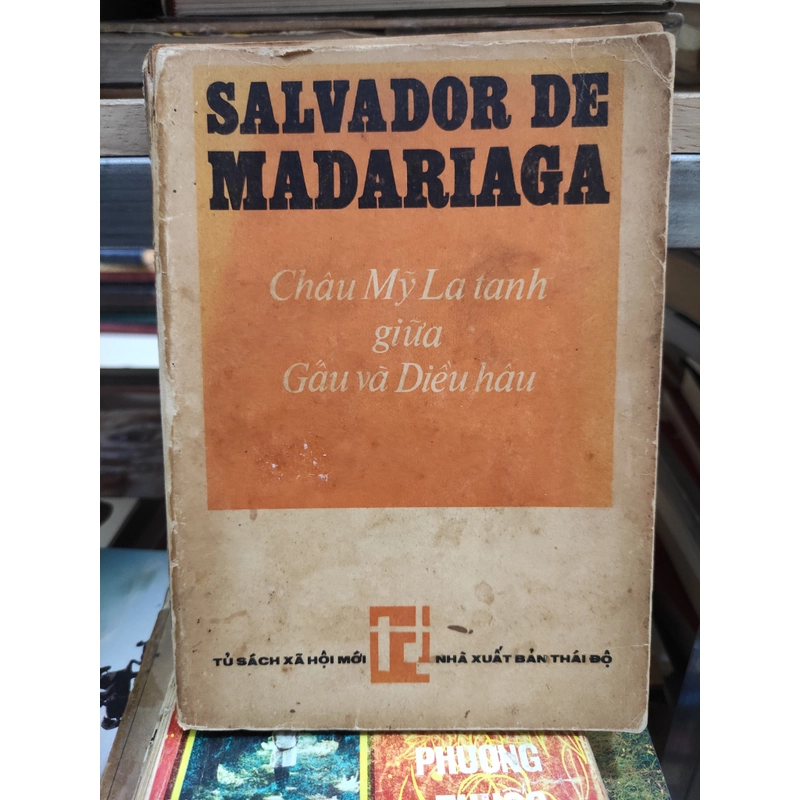 SALVADOR DE
MADARIAGA
Châu Mỹ La tanh
giữa
Gấu và Diều hâu
TỦ SÁCH XÃ HỘI MỚI
NHÀ XUẤT BẢN THÁI ĐỘ
PHƯƠNG